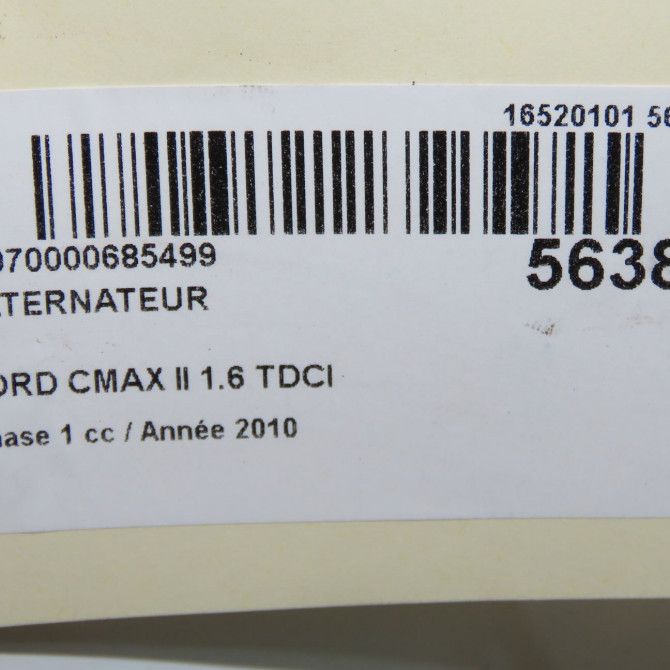 16520101 56
070000685499
5638
TERNATEUR
ORD CMAX II 1.6 TDCI
ase 1 cc / Année 2010